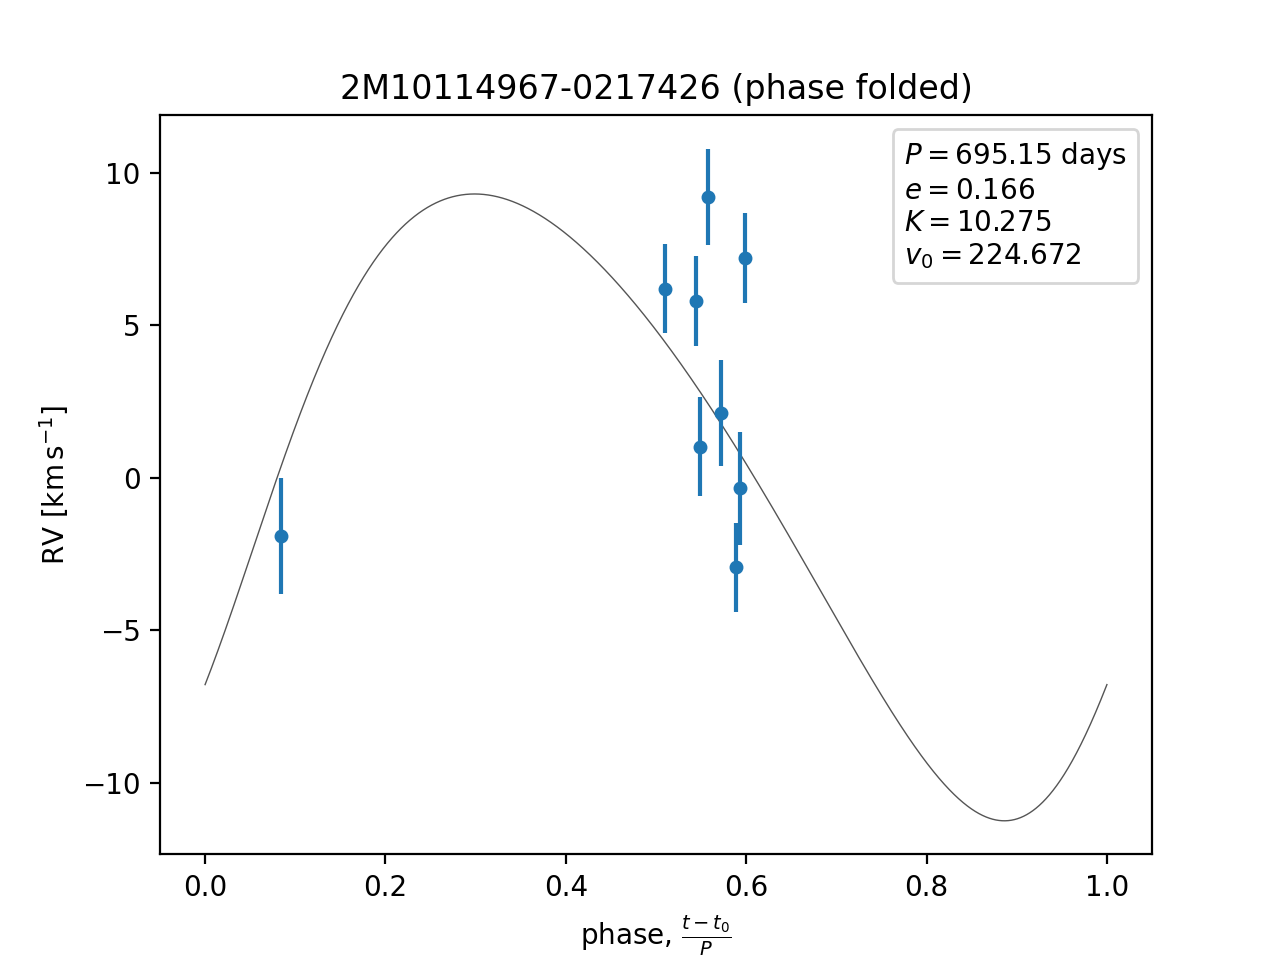 2M10114967-0217426 (phase folded)
P = 695.15 days
e = 0.166
K = 10.275
v₀ = 224.672
RV [km s⁻¹]
10
5
0
−5
−10
0.0 0.2 0.4 0.6 0.8 1.0
phase, (t − t₀)/P